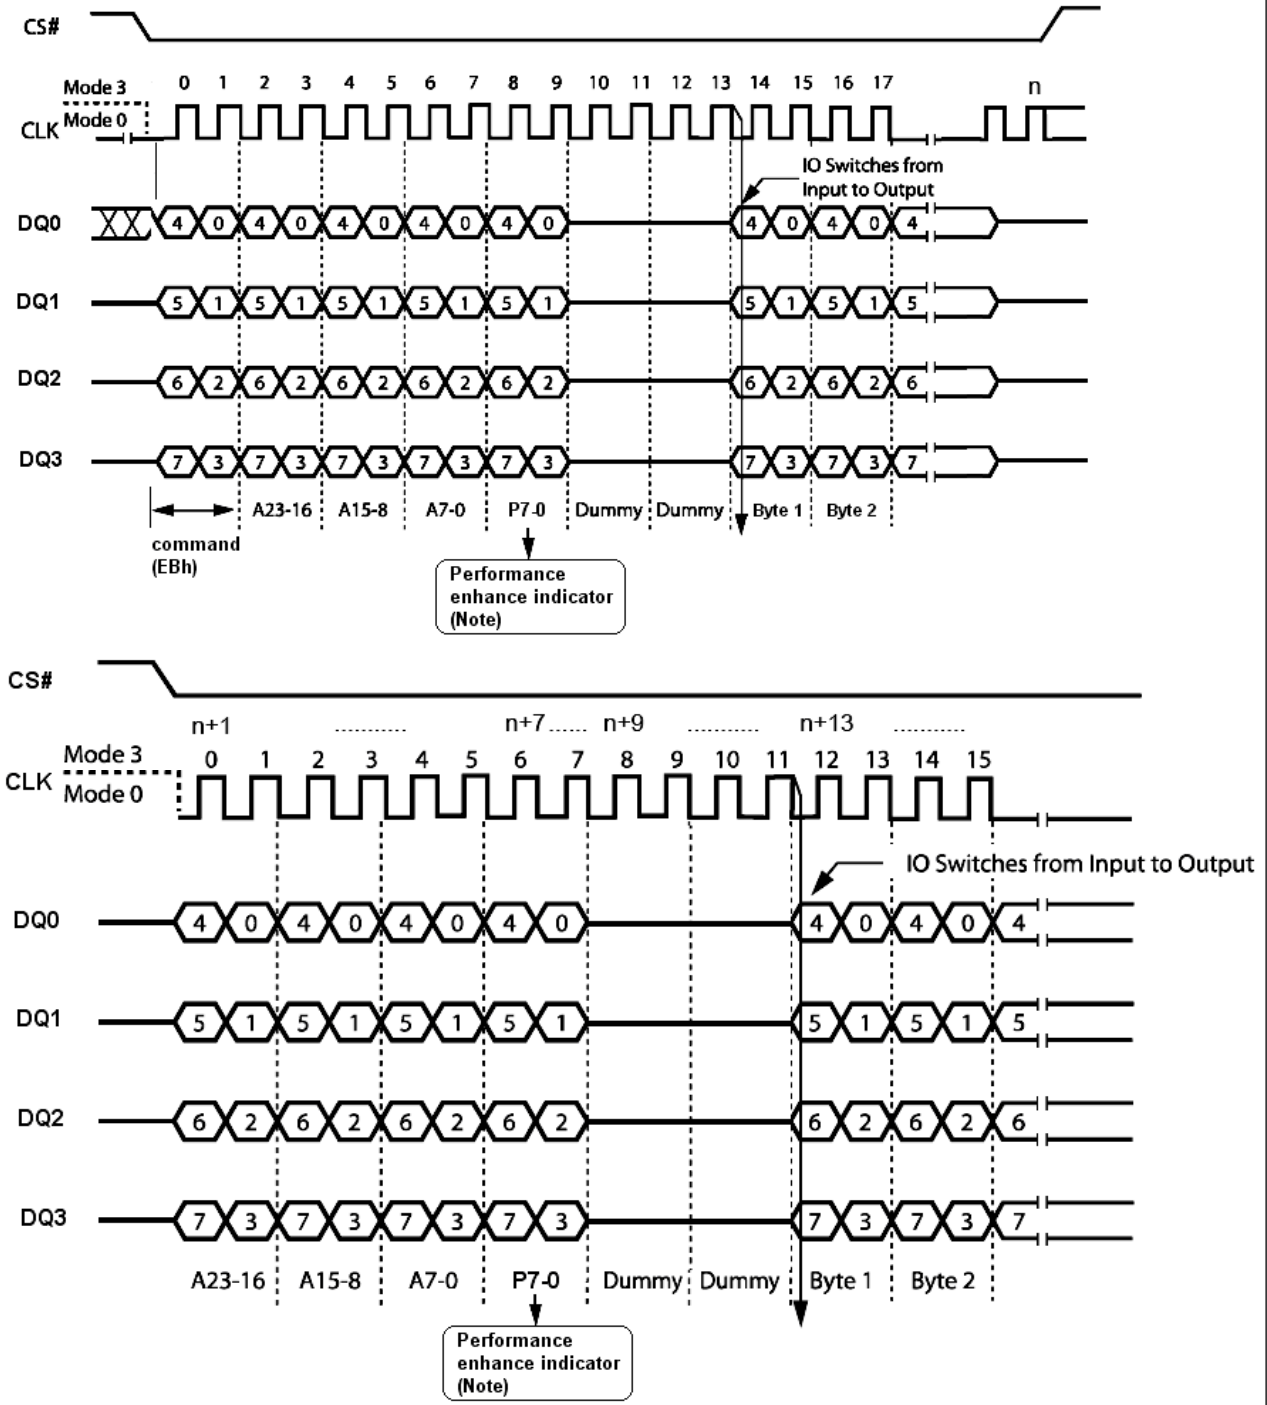 CS#
0 1 2 3 4 5 6 7 8 9 10 11 12 13 14 15 16 17 n
Mode 3
Mode 0
CLK
IO Switches from
Input to Output
DQ0 4 0 4 0 4 0 4 0 4 0 4 0 4 0 4
DQ1 5 1 5 1 5 1 5 1 5 1 5 1 5 1 5
DQ2 6 2 6 2 6 2 6 2 6 2 6 2 6 2 6
DQ3 7 3 7 3 7 3 7 3 7 3 7 3 7 3 7
A23-16 A15-8 A7-0 P7-0 Dummy Dummy Byte 1 Byte 2
command
(EBh)
Performance
enhance indicator
(Note)
CS#
n+1 ........... n+7 ...... n+9 ........... n+13 ...........
Mode 3 0 1 2 3 4 5 6 7 8 9 10 11 12 13 14 15
CLK
Mode 0
IO Switches from Input to Output
DQ0 4 0 4 0 4 0 4 0 4 0 4 0 4
DQ1 5 1 5 1 5 1 5 1 5 1 5 1 5
DQ2 6 2 6 2 6 2 6 2 6 2 6 2 6
DQ3 7 3 7 3 7 3 7 3 7 3 7 3 7
A23-16 A15-8 A7-0 P7-0 Dummy Dummy Byte 1 Byte 2
Performance
enhance indicator
(Note)